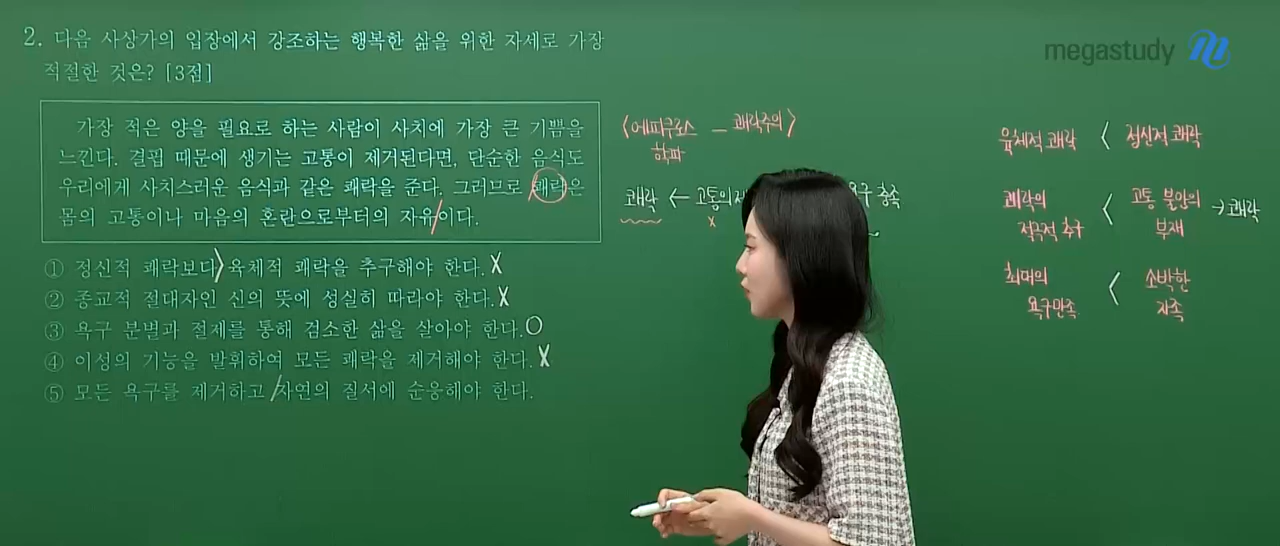 2. 다음 사상가의 입장에서 강조하는 행복한 삶을 위한 자세로 가장
적절한 것은? [3점]
가장 적은 양을 필요로 하는 사람이 사치에 가장 큰 기쁨을
느낀다. 결핍 때문에 생기는 고통이 제거된다면, 단순한 음식도
우리에게 사치스러운 음식과 같은 쾌락을 준다. 그러므로 쾌락은
몸의 고통이나 마음의 혼란으로부터의 자유이다.
① 정신적 쾌락보다 육체적 쾌락을 추구해야 한다. X
② 종교적 절대자인 신의 뜻에 성실히 따라야 한다. X
③ 욕구 분별과 절제를 통해 검소한 삶을 살아야 한다. O
④ 이성의 기능을 발휘하여 모든 쾌락을 제거해야 한다. X
⑤ 모든 욕구를 제거하고 자연의 질서에 순응해야 한다.
<에피쿠로스 – 쾌락주의>
학파
쾌락 ← 고통의 제 구 충족
X
megastudy
육체적 쾌락 < 정신적 쾌락
쾌락의 < 고통 불안의 → 쾌락
적극적 추구 부재
최대의 < 소박한
욕구만족 자족